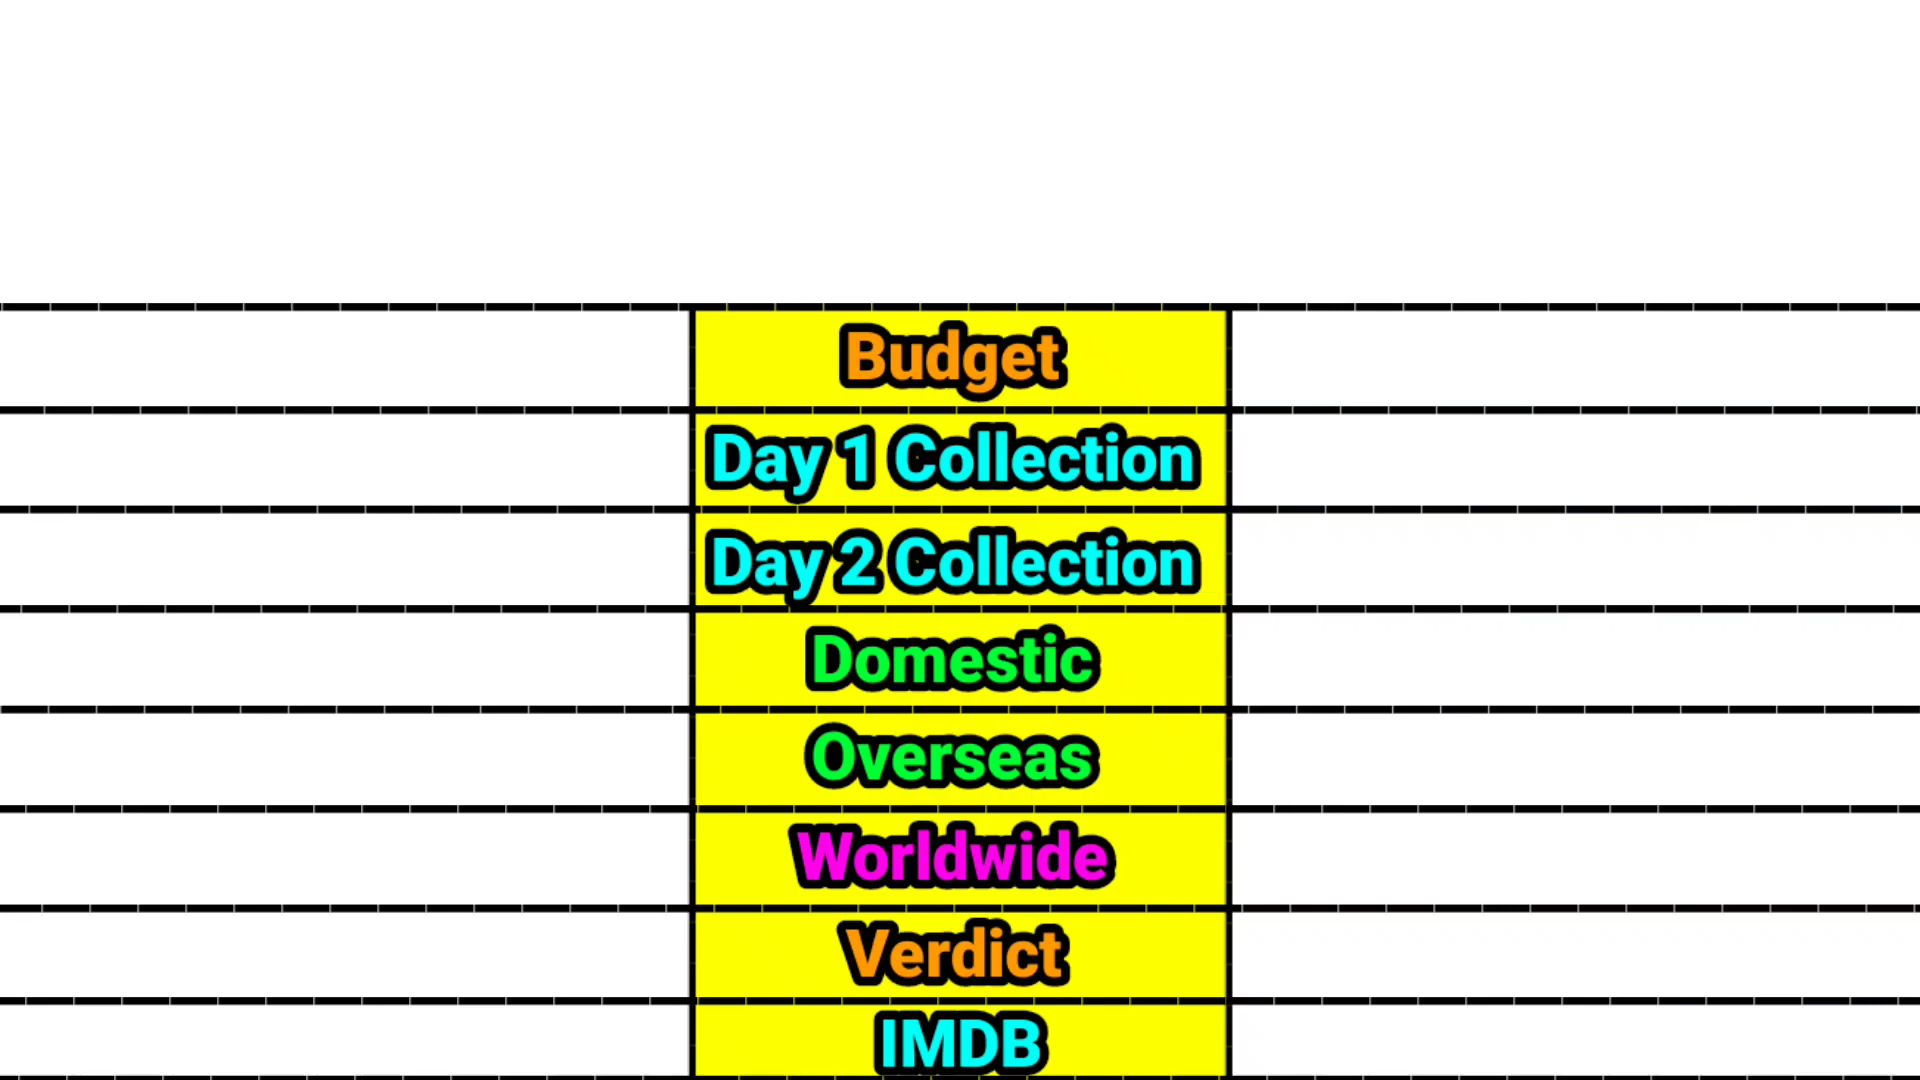 Budget
Day 1 Collection
Day 2 Collection
Domestic
Overseas
Worldwide
Verdict
IMDB